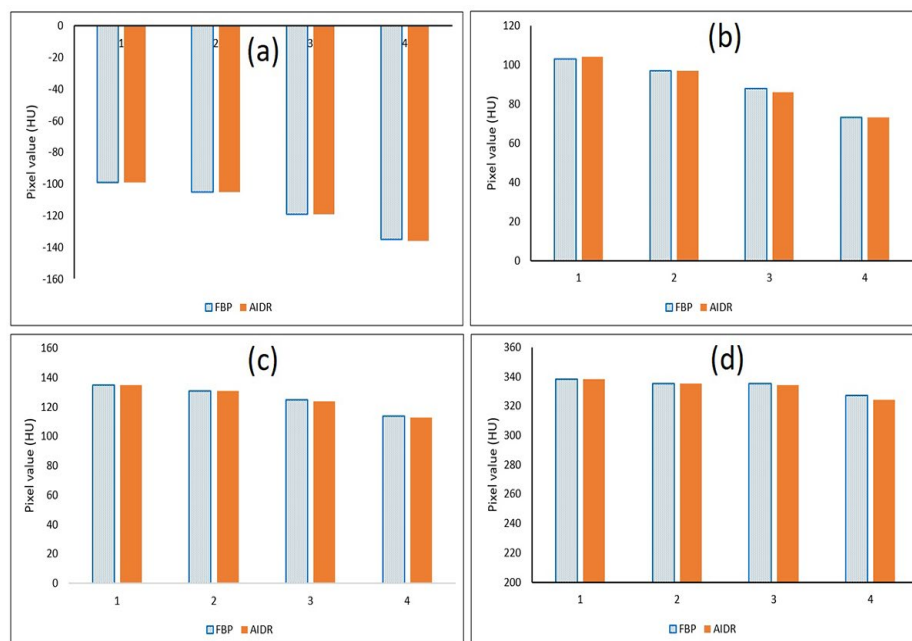 (a)
Pixel value (HU)
0
-20
-40
-60
-80
-100
-120
-140
-160
1 2 3 4
FBP AIDR
(b)
Pixel value (HU)
120
100
80
60
40
20
0
1 2 3 4
FBP AIDR
(c)
Pixel value (HU)
160
140
120
100
80
60
40
20
0
1 2 3 4
FBP AIDR
(d)
Pixel value (HU)
360
340
320
300
280
260
240
220
200
1 2 3 4
FBP AIDR